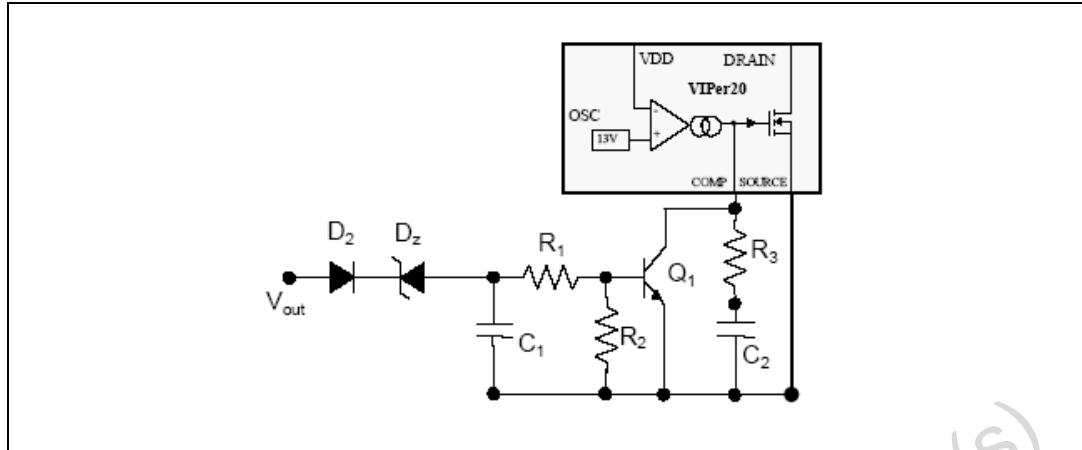 VDD DRAIN
VIPer20
OSC
-
+
13V
COMP SOURCE
D2 Dz R1 R3
Q1
Vout
C1 R2 C2
(s)